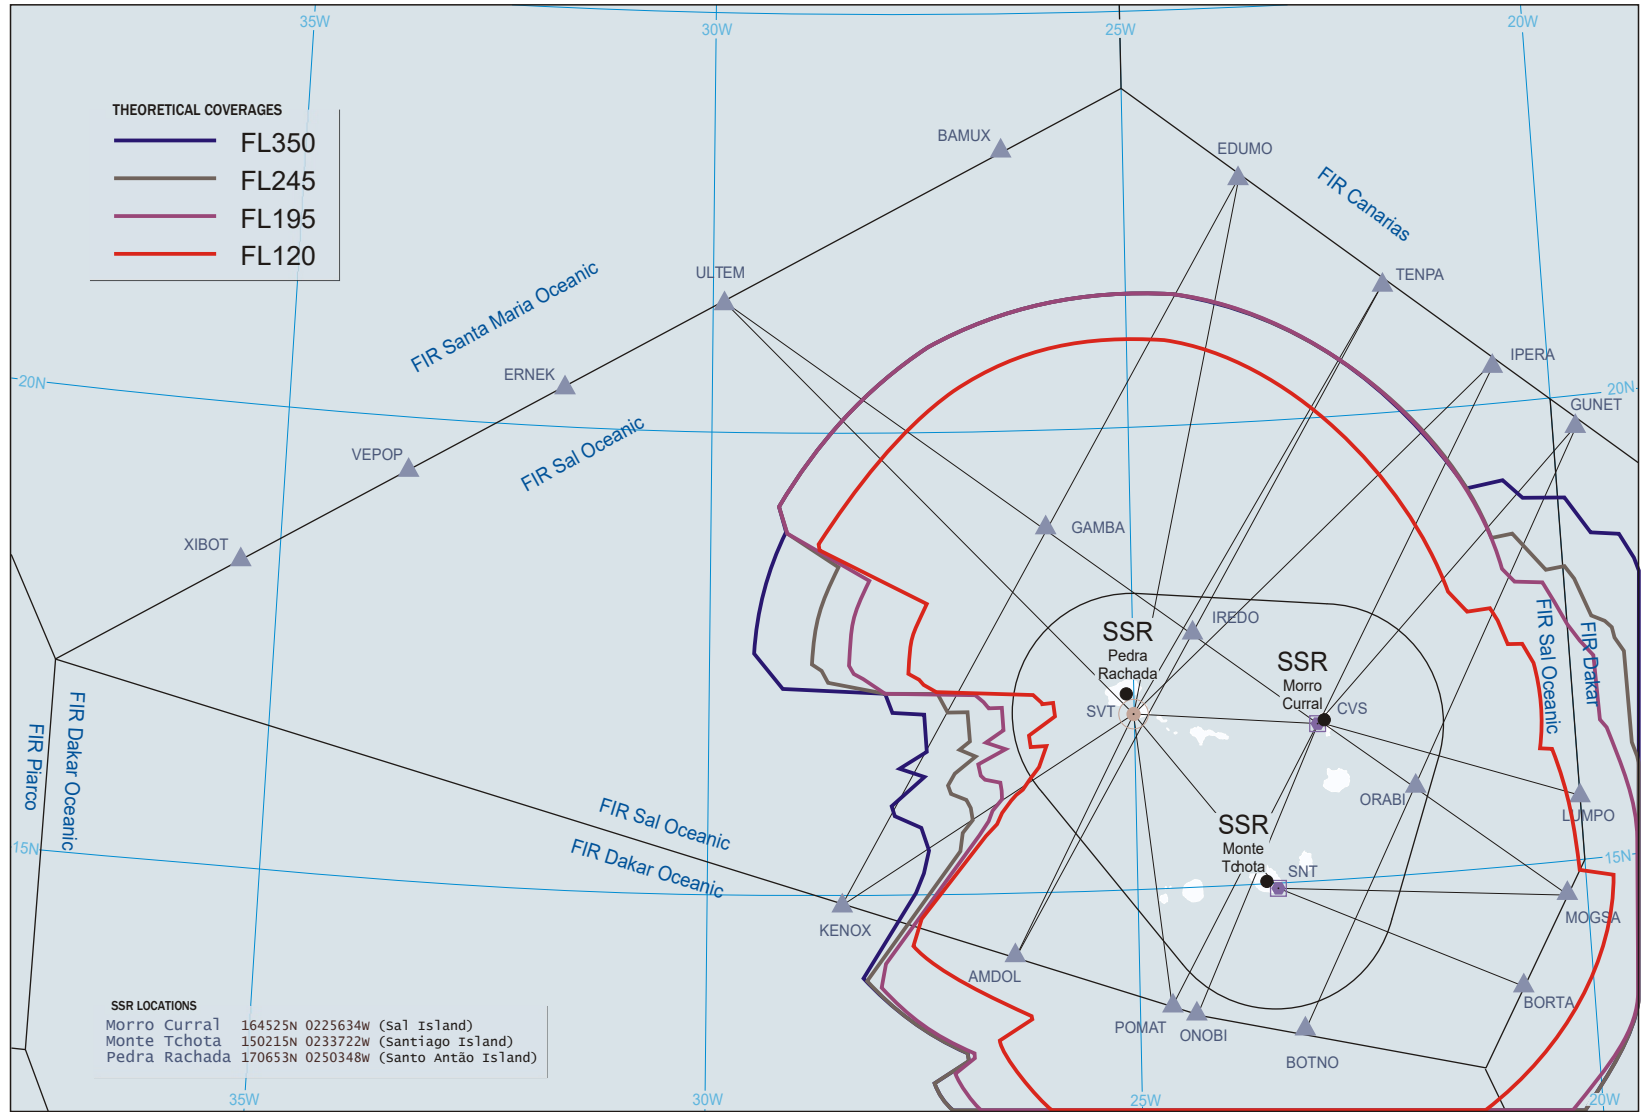 35W
30W
25W
20W
THEORETICAL COVERAGES
FL350
FL245
FL195
FL120
BAMUX
EDUMO
FIR Canarias
TENPA
ULTEM
FIR Santa Maria Oceanic
ERNEK
IPERA
20N
20N
GUNET
FIR Sal Oceanic
VEPOP
XIBOT
GAMBA
IREDO
SSR
Pedra
Rachada
SSR
Morro
Curral
SVT
CVS
FIR Sal Oceanic
FIR Dakar
FIR Dakar Oceanic
FIR Piarco
ORABI
LUMPO
FIR Sal Oceanic
FIR Dakar Oceanic
SSR
Monte
Tchota
SNT
15N
15N
KENOX
MOGSA
AMDOL
BORTA
POMAT
ONOBI
BOTNO
SSR LOCATIONS
Morro Curral 164525N 0225634W (Sal Island)
Monte Tchota 150215N 0233722W (Santiago Island)
Pedra Rachada 170653N 0250348W (Santo Antão Island)
35W
30W
25W
20W